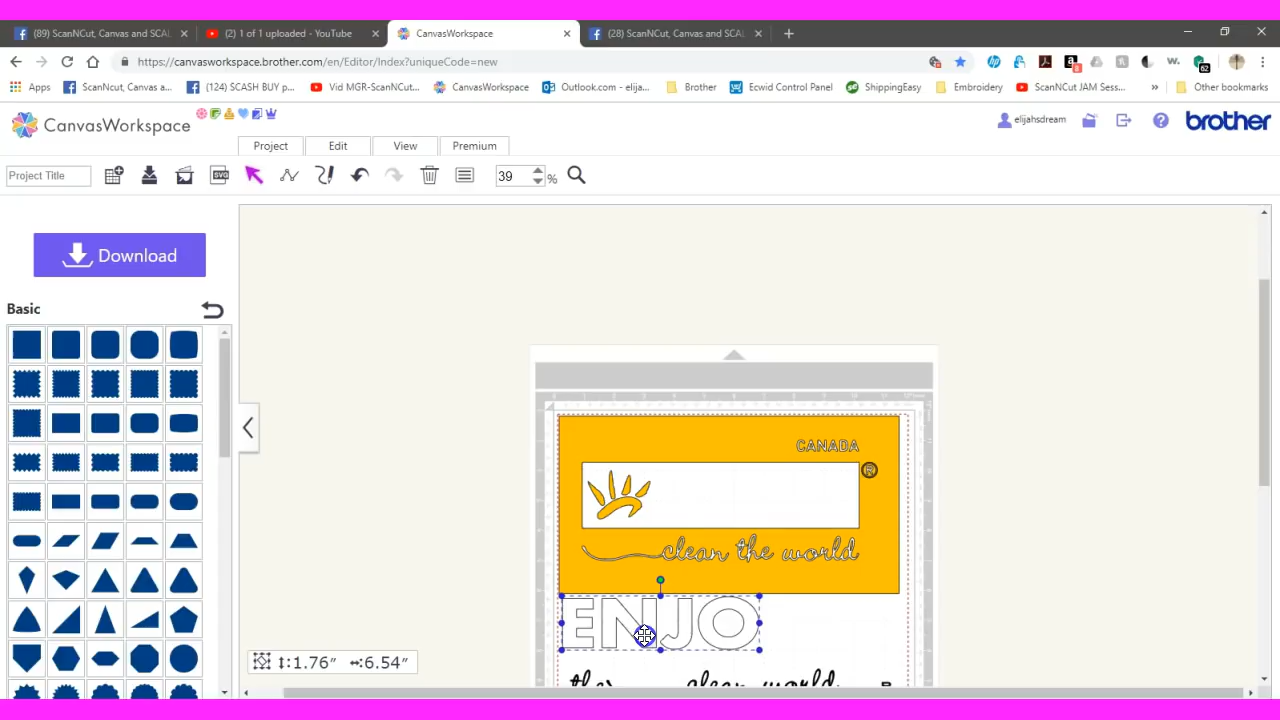 (89) ScanNCut, Canvas and SCAL
(2) 1 of 1 uploaded - YouTube
CanvasWorkspace
(28) ScanNCut, Canvas and SCAL
https://canvasworkspace.brother.com/en/Editor/Index?uniqueCode=new
Apps
ScanNcut, Canvas a...
(124) SCASH BUY p...
Vid MGR-ScanNCut...
CanvasWorkspace
Outlook.com - elija...
Brother
Ecwid Control Panel
ShippingEasy
Embroidery
ScanNCut JAM Sess...
»
Other bookmarks
CanvasWorkspace
elijahsdream
brother
Project
Edit
View
Premium
Project Title
SVG
39
%
Download
Basic
CANADA
R
clean the world
ENJO
the clean world
R
↕:1.76″ ↔:6.54″